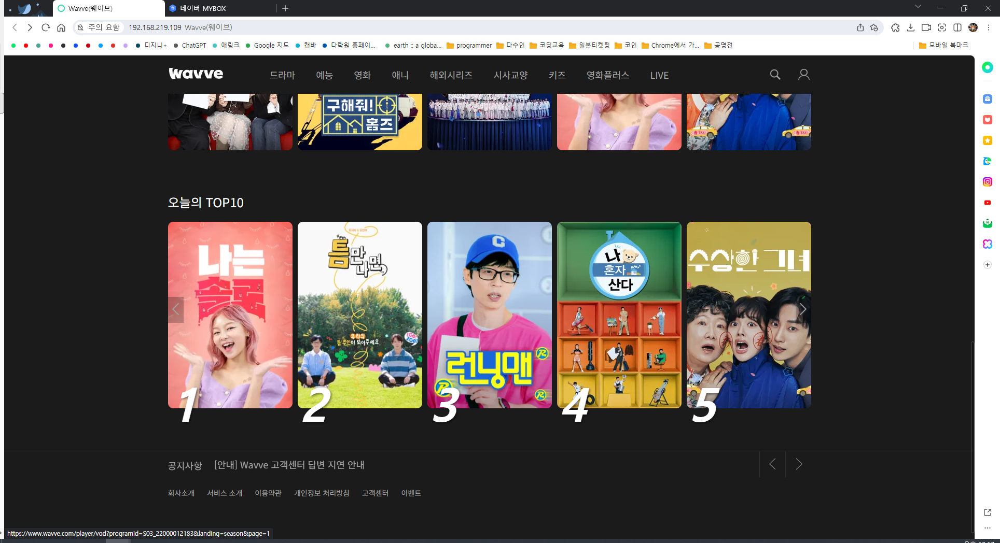 Wavve(웨이브)
네이버 MYBOX
주의 요함
192.168.219.109 Wavve(웨이브)
디지니+
ChatGPT
애링크
Google 지도
캔바
다락원 홈페이...
earth :: a globa...
programmer
다수인
코딩교육
일본티켓팅
코인
Chrome에서 가...
공명전
모바일 북마크
wavve
드라마
예능
영화
애니
해외시리즈
시사교양
키즈
영화플러스
LIVE
구해줘!
홈즈
春 TAXI
春 TAXI
오늘의 TOP10
나는
솔로
1
틈만
나면,
우리의
틈 주인이 되어주세요
1GO?
2GO?
2
C
런닝맨
R
R
R
3
나
혼자
산다
4
수상한 그녀
春
春
5
공지사항
[안내] Wavve 고객센터 답변 지연 안내
회사소개
서비스 소개
이용약관
개인정보 처리방침
고객센터
이벤트
https://www.wavve.com/player/vod?programid=S03_22000012183&landing=season&page=1